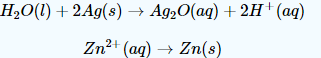 H₂O(l) + 2Ag(s) → Ag₂O(aq) + 2H⁺(aq)
Zn²⁺(aq) → Zn(s)